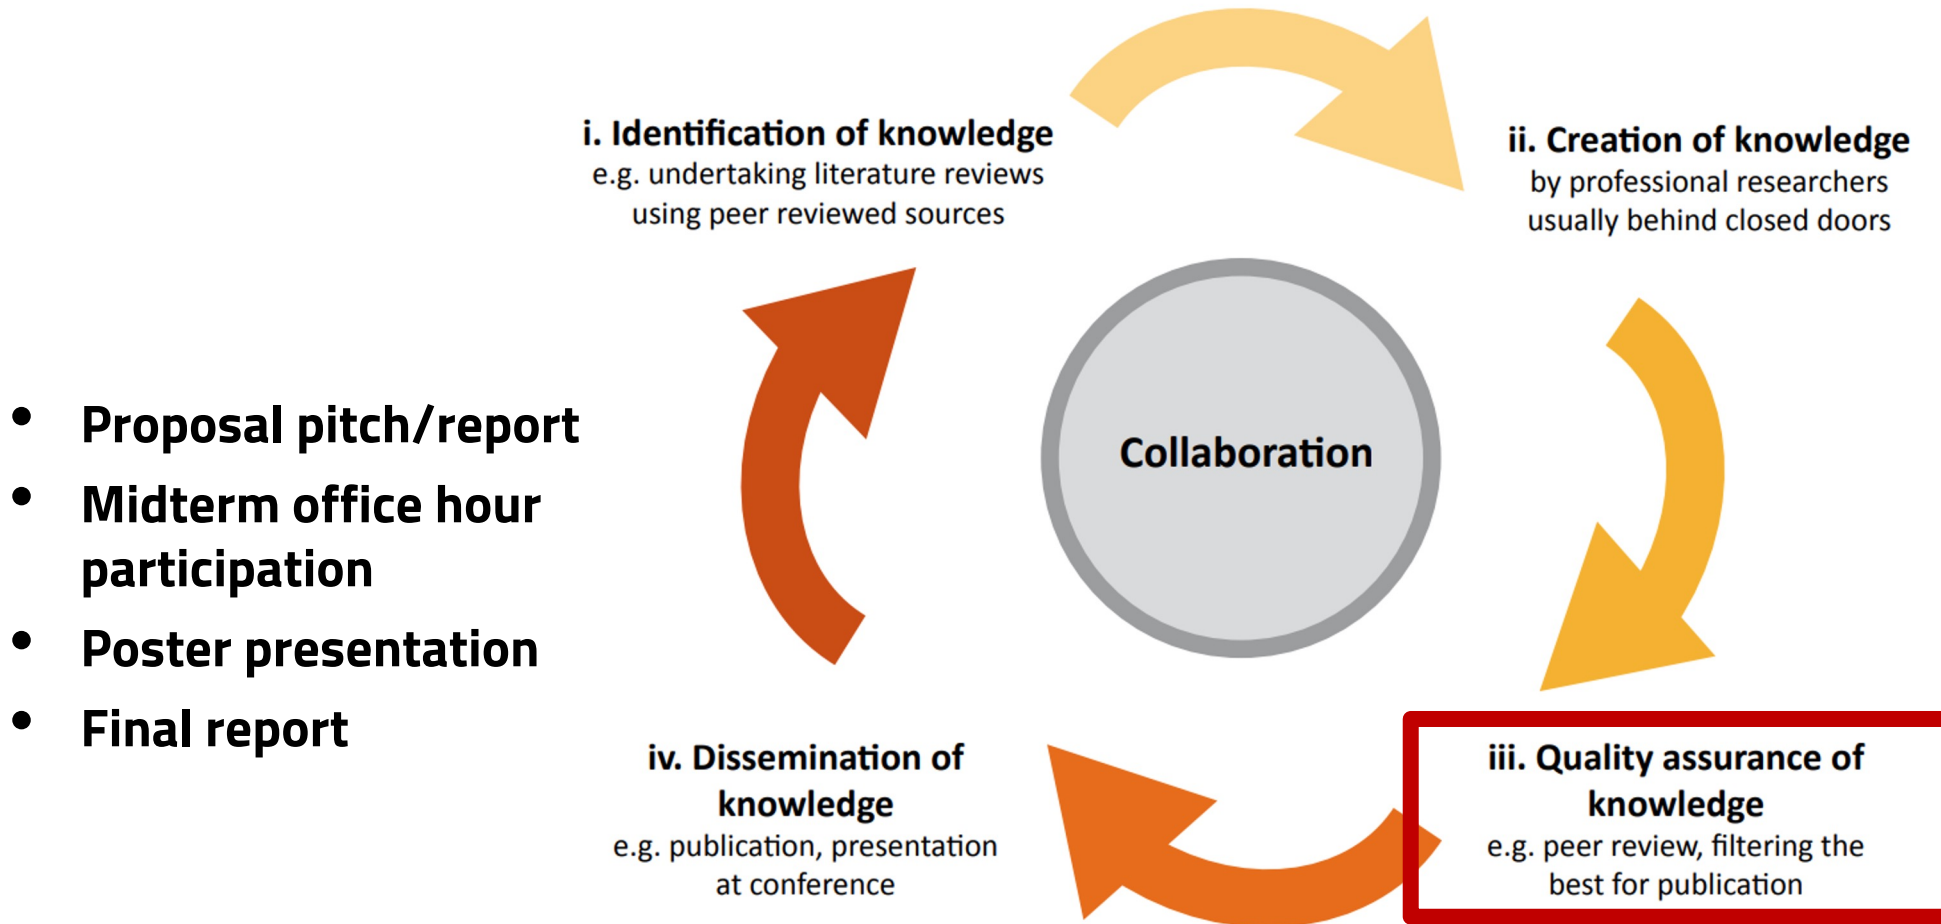 i. Identification of knowledge
e.g. undertaking literature reviews
using peer reviewed sources
ii. Creation of knowledge
by professional researchers
usually behind closed doors
Collaboration
• Proposal pitch/report
• Midterm office hour
participation
• Poster presentation
• Final report
iv. Dissemination of
knowledge
e.g. publication, presentation
at conference
iii. Quality assurance of
knowledge
e.g. peer review, filtering the
best for publication